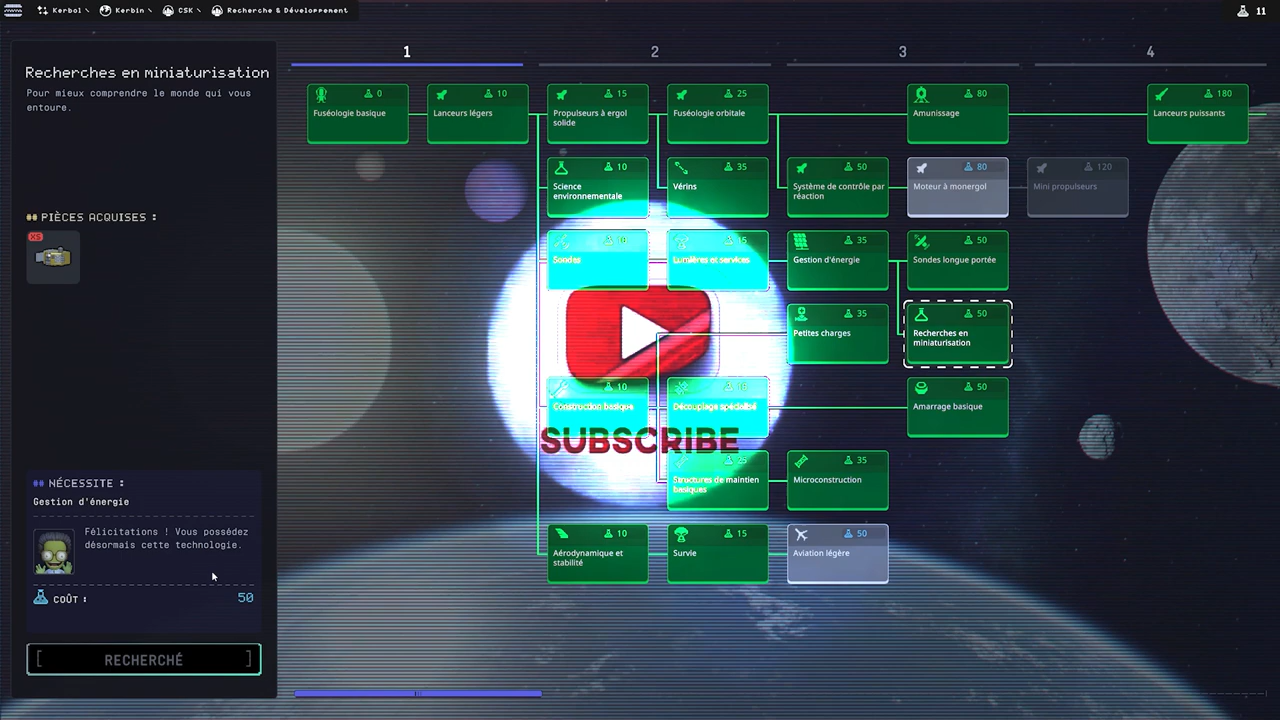 Kerbol \ Kerbin \ CSK \ Recherche & Développement
11
Recherches en miniaturisation
Pour mieux comprendre le monde qui vous
entoure.
PIÈCES ACQUISES :
XS
NÉCESSITE :
Gestion d'énergie
Félicitations ! Vous possédez
désormais cette technologie.
COÛT :
50
[ RECHERCHÉ ]
1
2
3
4
0
Fuséologie basique
10
Lanceurs légers
15
Propulseurs à ergol
solide
25
Fuséologie orbitale
80
Amunissage
180
Lanceurs puissants
10
Science
environnementale
35
Vérins
50
Système de contrôle par
réaction
80
Moteur à monergol
120
Mini propulseurs
10
Sondes
15
Lumières et services
35
Gestion d'énergie
50
Sondes longue portée
35
Petites charges
50
Recherches en
miniaturisation
10
Construction basique
Découplage spécialisé
50
Amarrage basique
SUBSCRIBE
25
Structures de maintien
basiques
35
Microconstruction
10
Aérodynamique et
stabilité
15
Survie
50
Aviation légère